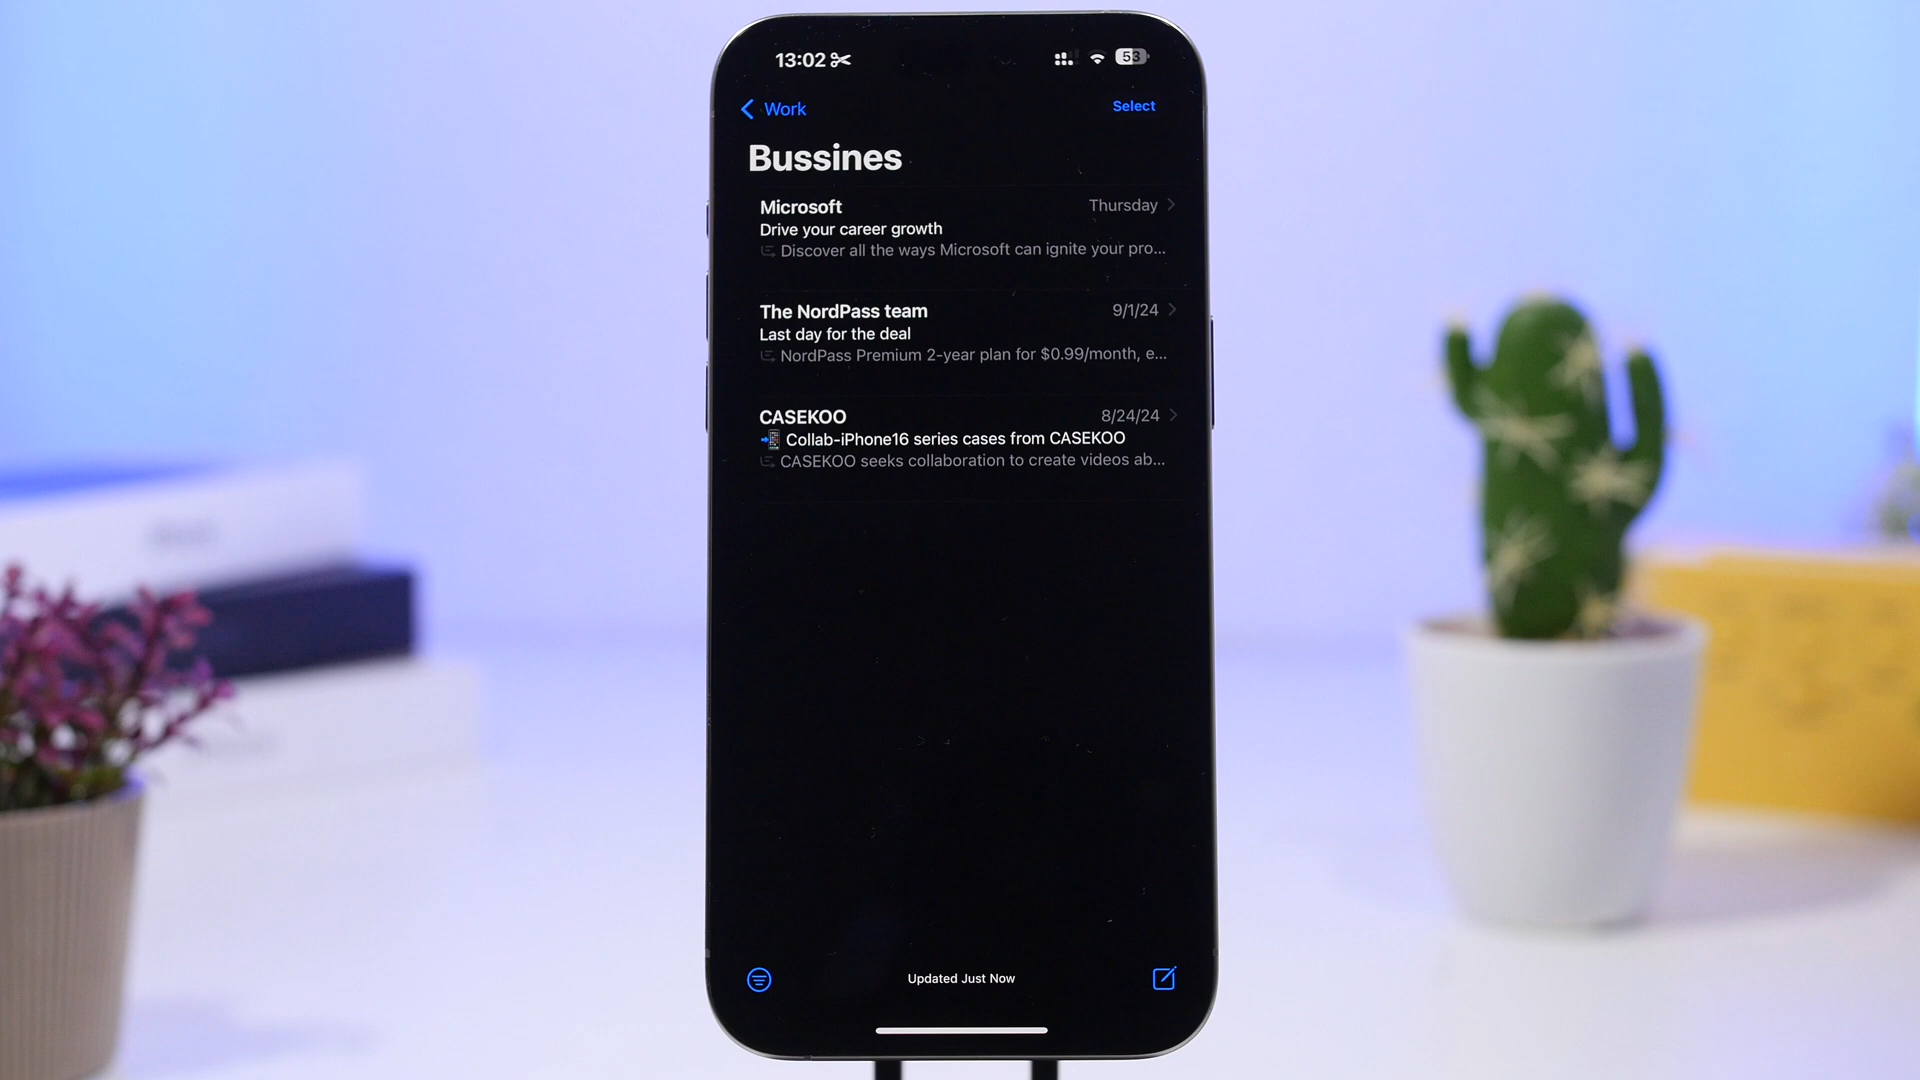 13:02
53
Work
Select
Bussines
Microsoft
Thursday
Drive your career growth
Discover all the ways Microsoft can ignite your pro...
The NordPass team
9/1/24
Last day for the deal
NordPass Premium 2-year plan for $0.99/month, e...
CASEKOO
8/24/24
📲 Collab-iPhone16 series cases from CASEKOO
CASEKOO seeks collaboration to create videos ab...
Updated Just Now